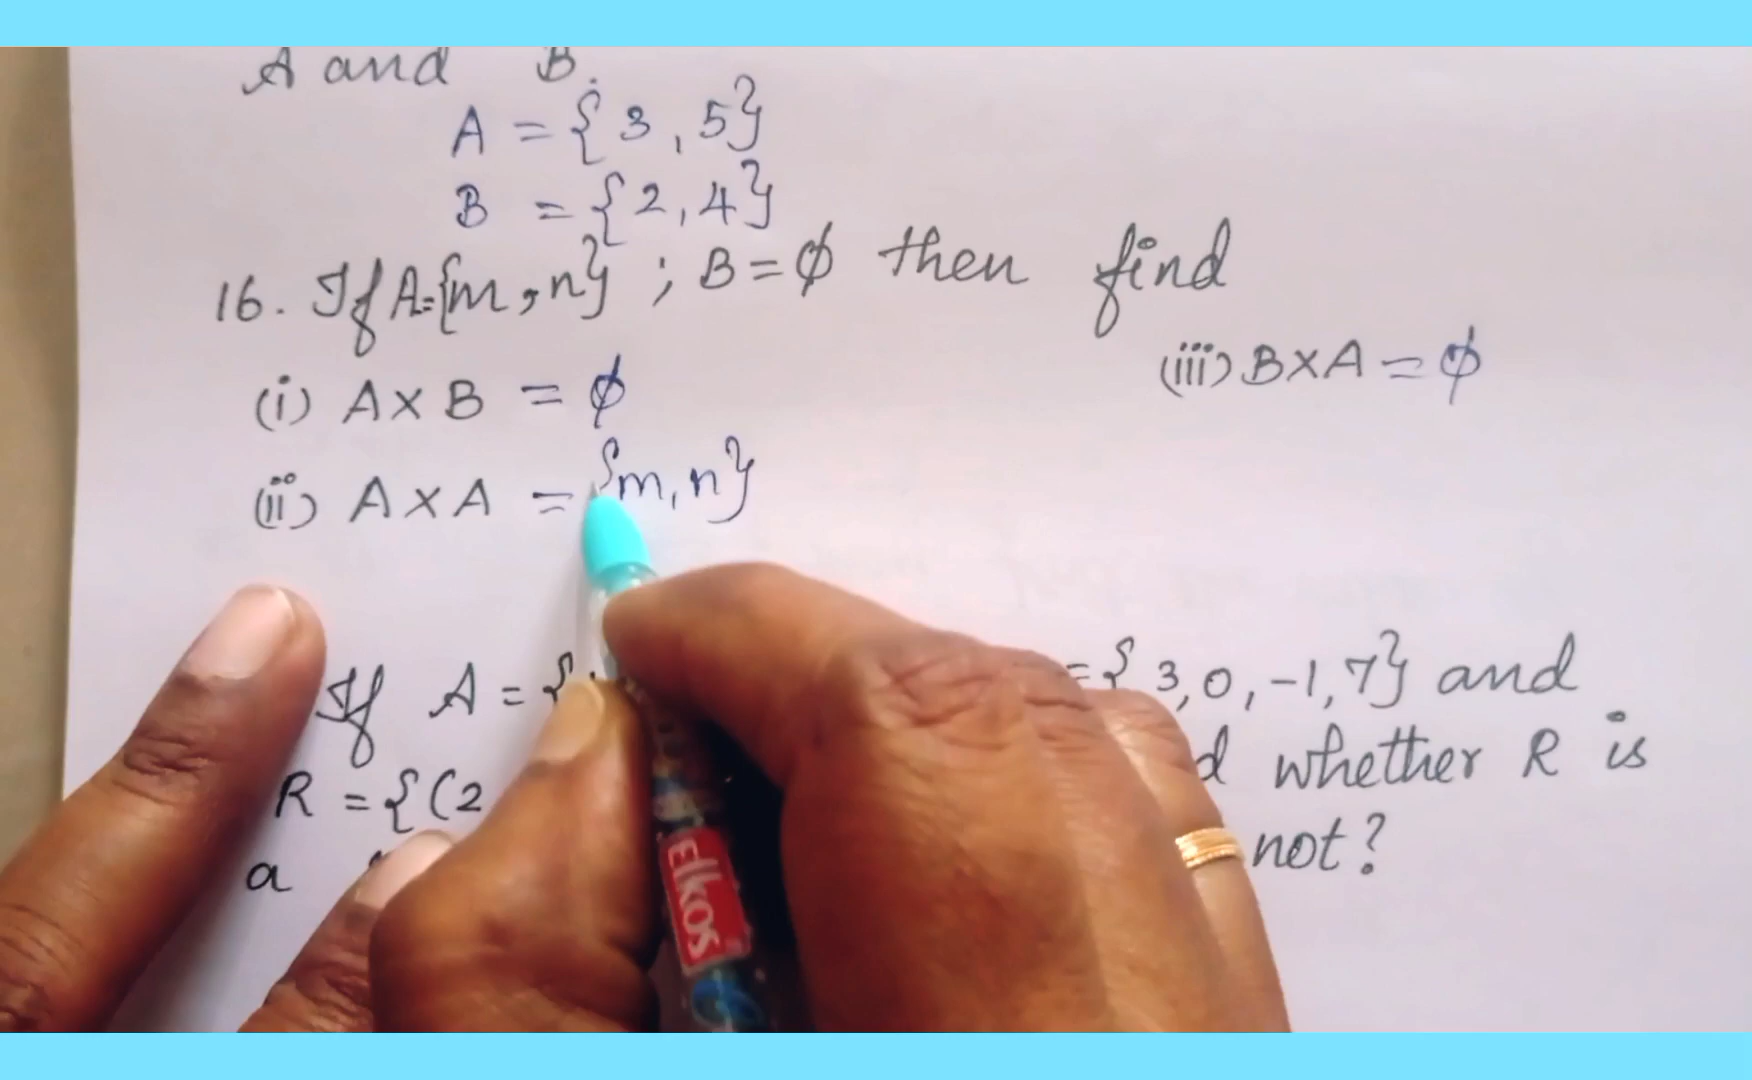 A and B.
A = {3, 5}
B = {2, 4}
16. If A={m, n} ; B=ϕ then find
(i) A x B = ϕ
(iii) B x A = ϕ
(ii) A x A = {m, n}
If A = { = { 3, 0, -1, 7} and
R = {(2 whether R is
a not?
Elkos